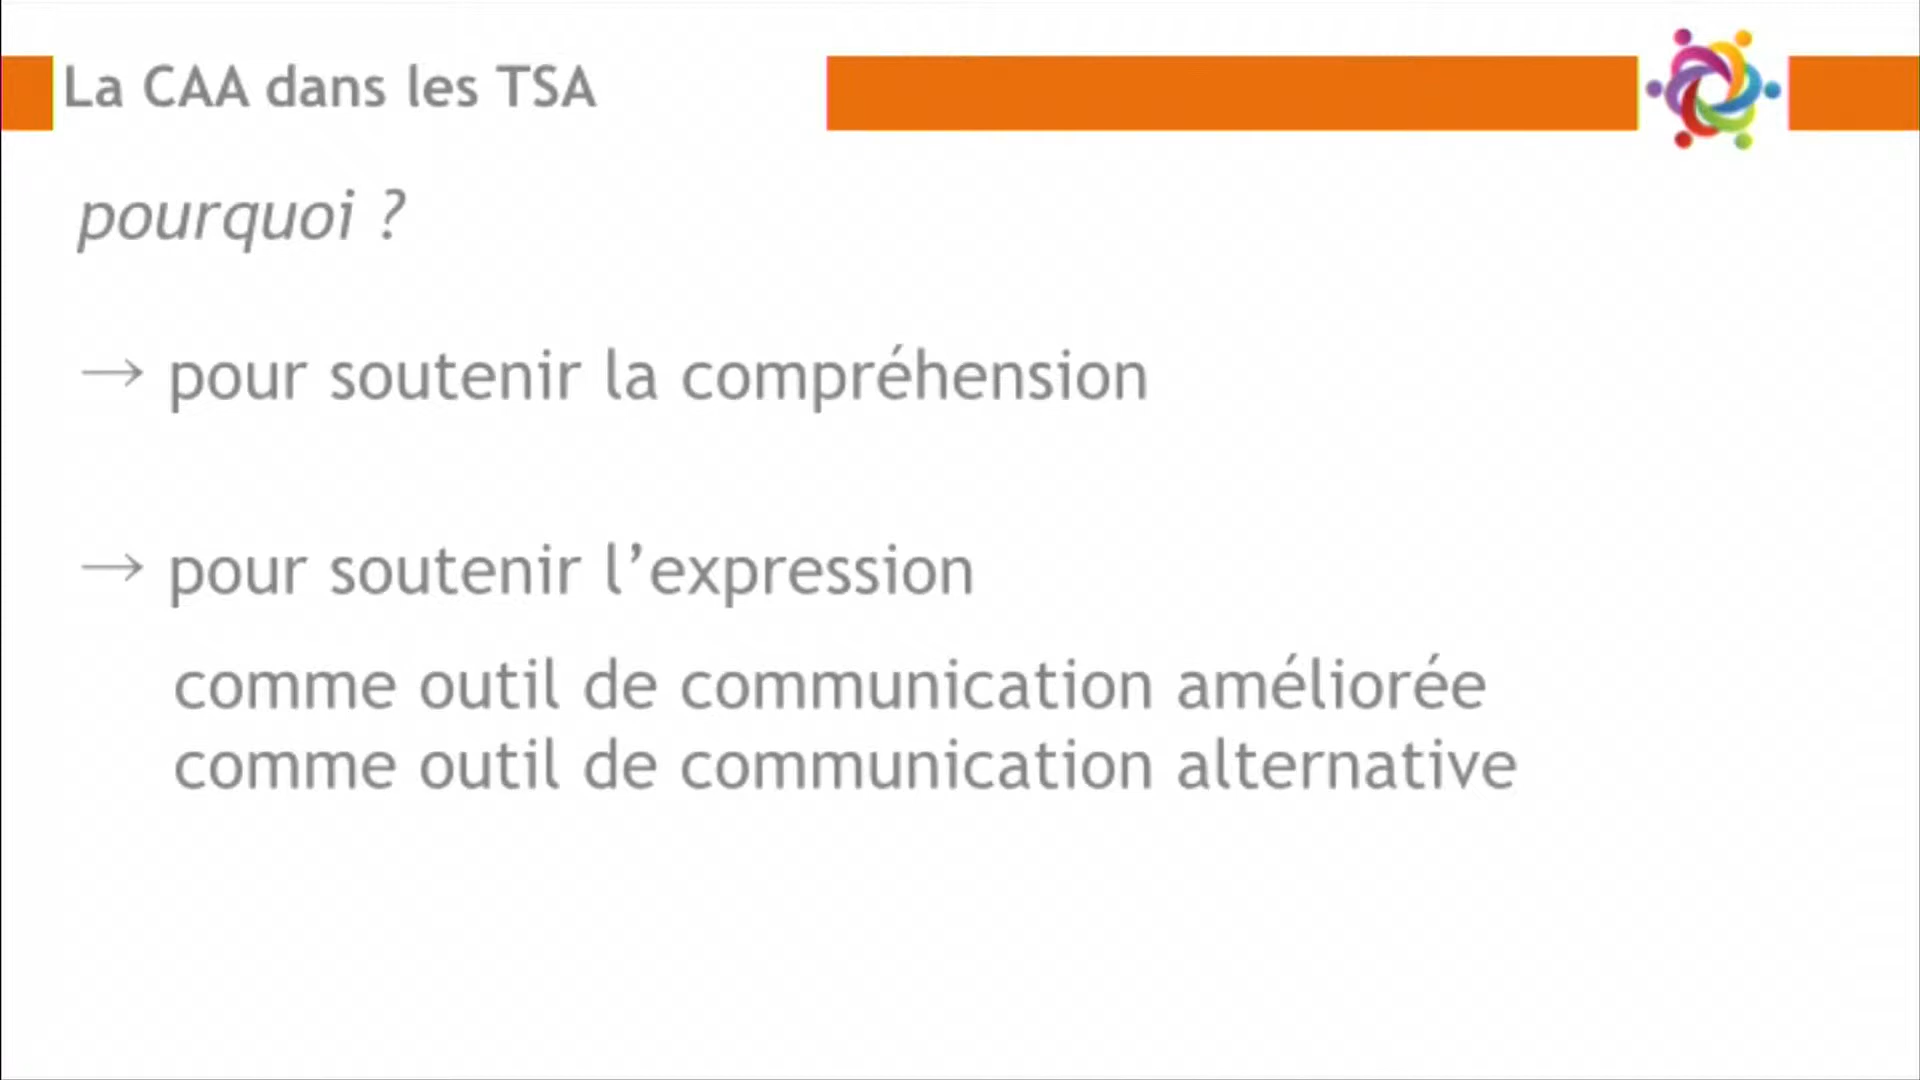 La CAA dans les TSA
pourquoi ?
→ pour soutenir la compréhension
→ pour soutenir l’expression
comme outil de communication améliorée
comme outil de communication alternative